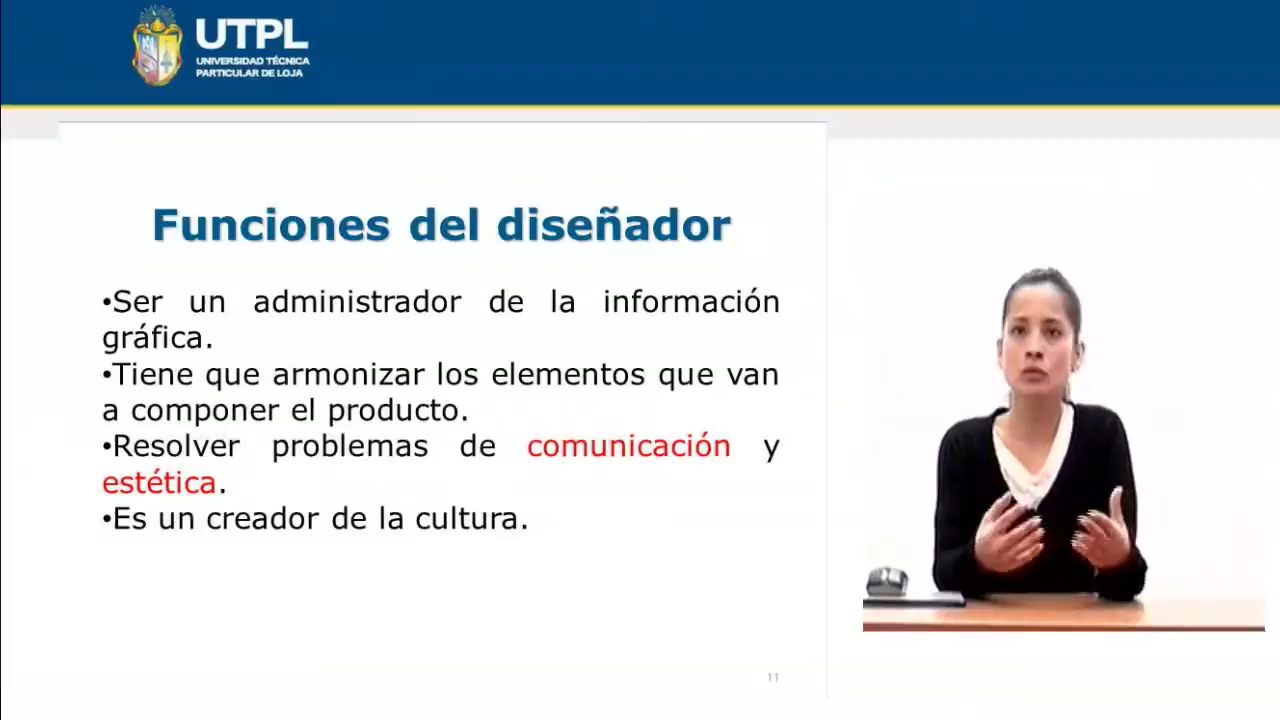 UTPL
UNIVERSIDAD TÉCNICA
PARTICULAR DE LOJA
Funciones del diseñador
•Ser un administrador de la información
gráfica.
•Tiene que armonizar los elementos que van
a componer el producto.
•Resolver problemas de comunicación y
estética.
•Es un creador de la cultura.
11